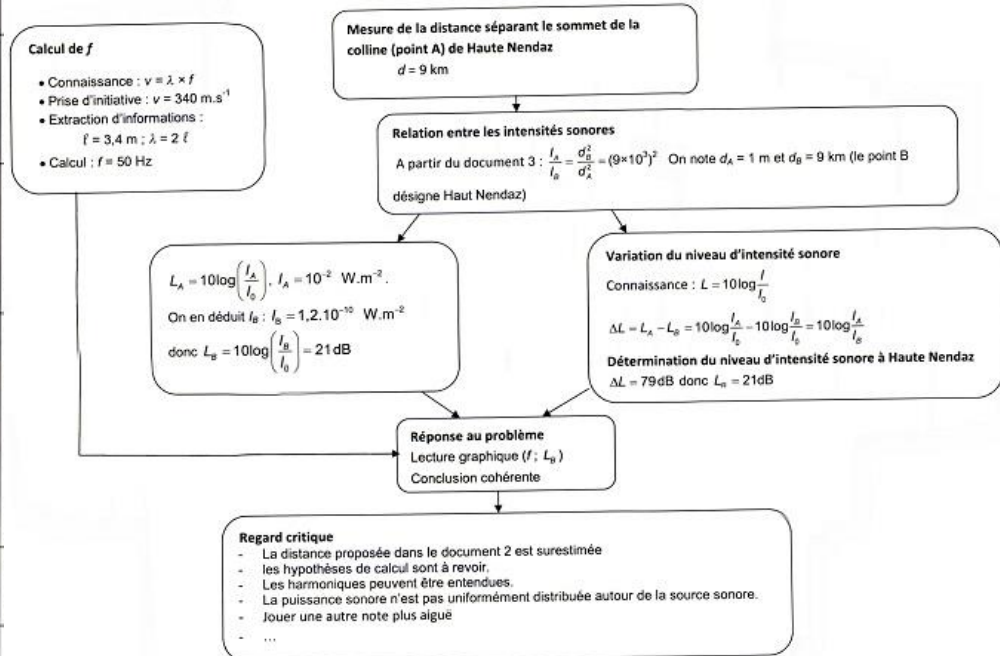 Calcul de f
• Connaissance : v = λ × f
• Prise d'initiative : v = 340 m.s⁻¹
• Extraction d'informations :
ℓ = 3,4 m ; λ = 2 ℓ
• Calcul : f = 50 Hz
Mesure de la distance séparant le sommet de la
colline (point A) de Haute Nendaz
d = 9 km
Relation entre les intensités sonores
A partir du document 3 : I_A/I_B = d_B²/d_A² = (9×10³)² On note d_A = 1 m et d_B = 9 km (le point B
désigne Haut Nendaz)
L_A = 10log(I_A/I_0). I_A = 10⁻² W.m⁻².
On en déduit I_B : I_B = 1,2.10⁻¹⁰ W.m⁻²
donc L_B = 10log(I_B/I_0) = 21 dB
Variation du niveau d'intensité sonore
Connaissance : L = 10log I/I_0
ΔL = L_A − L_B = 10log I_A/I_0 − 10log I_B/I_0 = 10log I_A/I_B
Détermination du niveau d'intensité sonore à Haute Nendaz
ΔL = 79 dB donc L_B = 21dB
Réponse au problème
Lecture graphique (f ; L_B)
Conclusion cohérente
Regard critique
- La distance proposée dans le document 2 est surestimée
- les hypothèses de calcul sont à revoir.
- Les harmoniques peuvent être entendues.
- La puissance sonore n'est pas uniformément distribuée autour de la source sonore.
- Jouer une autre note plus aiguë
- ...